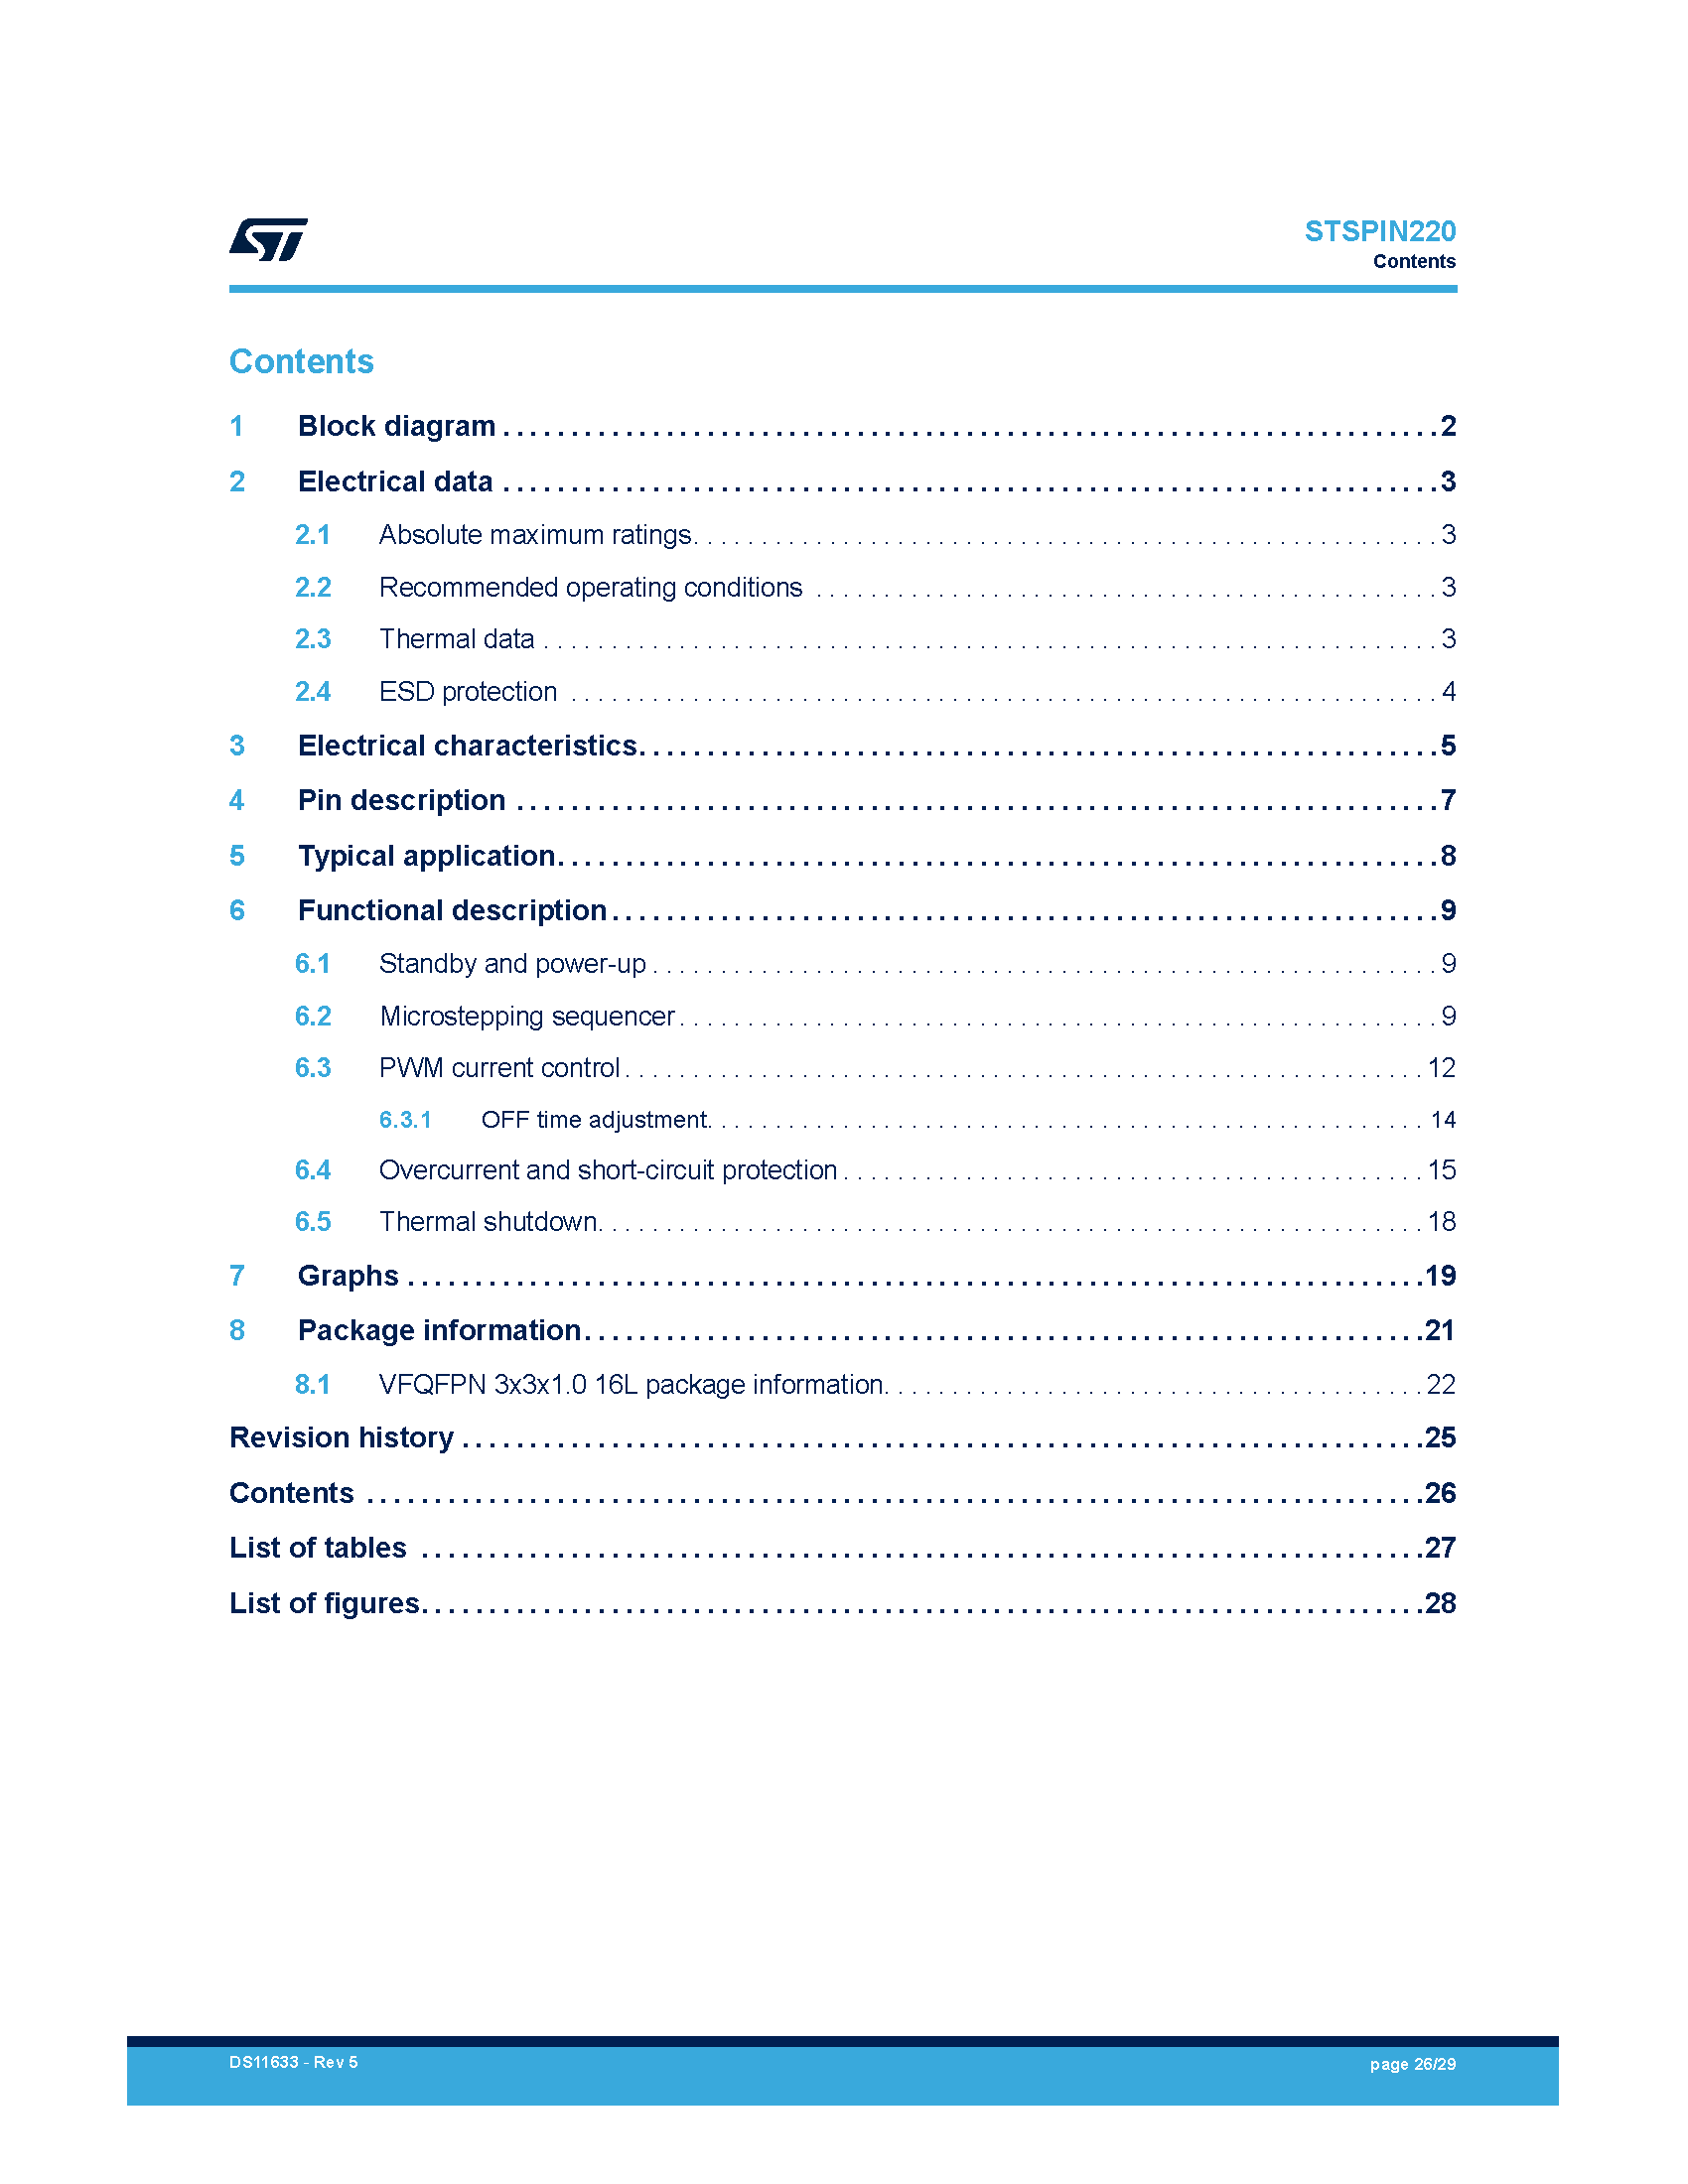 ST
STSPIN220
Contents
Contents
1 Block diagram . . . . . . . . . . . . . . . . . . . . . . . . . . . . . . . . . . . . . . . . 2
2 Electrical data . . . . . . . . . . . . . . . . . . . . . . . . . . . . . . . . . . . . . . . . 3
2.1 Absolute maximum ratings. . . . . . . . . . . . . . . . . . . . . . . . . . . . . . . . . . . . . . . . 3
2.2 Recommended operating conditions . . . . . . . . . . . . . . . . . . . . . . . . . . . . . . . . . . . . . . . . 3
2.3 Thermal data . . . . . . . . . . . . . . . . . . . . . . . . . . . . . . . . . . . . . . . . 3
2.4 ESD protection . . . . . . . . . . . . . . . . . . . . . . . . . . . . . . . . . . . . . . . . 4
3 Electrical characteristics. . . . . . . . . . . . . . . . . . . . . . . . . . . . . . . . . . . . . . . . 5
4 Pin description . . . . . . . . . . . . . . . . . . . . . . . . . . . . . . . . . . . . . . . . 7
5 Typical application. . . . . . . . . . . . . . . . . . . . . . . . . . . . . . . . . . . . . . . . 8
6 Functional description . . . . . . . . . . . . . . . . . . . . . . . . . . . . . . . . . . . . . . . . 9
6.1 Standby and power-up . . . . . . . . . . . . . . . . . . . . . . . . . . . . . . . . . . . . . . . . 9
6.2 Microstepping sequencer . . . . . . . . . . . . . . . . . . . . . . . . . . . . . . . . . . . . . . . . 9
6.3 PWM current control . . . . . . . . . . . . . . . . . . . . . . . . . . . . . . . . . . . . . . . . 12
6.3.1 OFF time adjustment. . . . . . . . . . . . . . . . . . . . . . . . . . . . . . . . . . . . . . . . 14
6.4 Overcurrent and short-circuit protection . . . . . . . . . . . . . . . . . . . . . . . . . . . . . . . . . . . . . . . . 15
6.5 Thermal shutdown. . . . . . . . . . . . . . . . . . . . . . . . . . . . . . . . . . . . . . . . 18
7 Graphs . . . . . . . . . . . . . . . . . . . . . . . . . . . . . . . . . . . . . . . . 19
8 Package information. . . . . . . . . . . . . . . . . . . . . . . . . . . . . . . . . . . . . . . . 21
8.1 VFQFPN 3x3x1.0 16L package information. . . . . . . . . . . . . . . . . . . . . . . . . . . . . . . . . . . . . . . . 22
Revision history . . . . . . . . . . . . . . . . . . . . . . . . . . . . . . . . . . . . . . . . 25
Contents . . . . . . . . . . . . . . . . . . . . . . . . . . . . . . . . . . . . . . . . 26
List of tables . . . . . . . . . . . . . . . . . . . . . . . . . . . . . . . . . . . . . . . . 27
List of figures. . . . . . . . . . . . . . . . . . . . . . . . . . . . . . . . . . . . . . . . 28
DS11633 - Rev 5
page 26/29